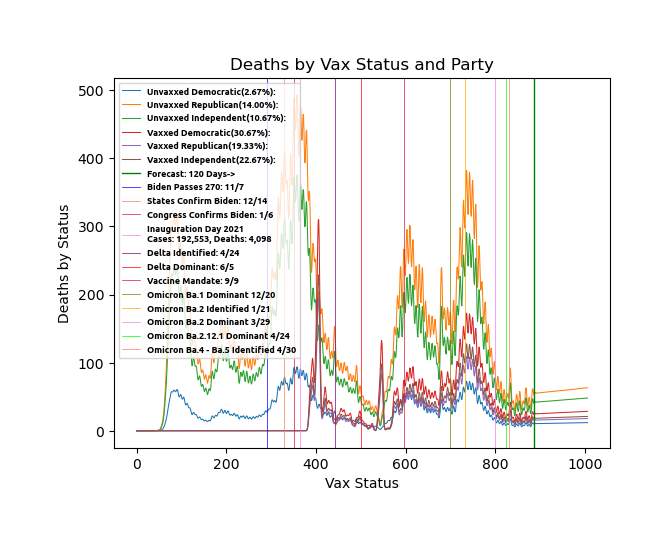 Deaths by Vax Status and Party
Deaths by Status
500
400
300
200
100
0
Unvaxxed Democratic(2.67%):
Unvaxxed Republican(14.00%):
Unvaxxed Independent(10.67%):
Vaxxed Democratic(30.67%):
Vaxxed Republican(19.33%):
Vaxxed Independent(22.67%):
Forecast: 120 Days->
Biden Passes 270: 11/7
States Confirm Biden: 12/14
Congress Confirms Biden: 1/6
Inauguration Day 2021
Cases: 192,553, Deaths: 4,098
Delta Identified: 4/24
Delta Dominant: 6/5
Vaccine Mandate: 9/9
Omicron Ba.1 Dominant 12/20
Omicron Ba.2 Identified 1/21
Omicron Ba.2 Dominant 3/29
Omicron Ba.2.12.1 Dominant 4/24
Omicron Ba.4 - Ba.5 Identified 4/30
0 200 400 600 800 1000
Vax Status